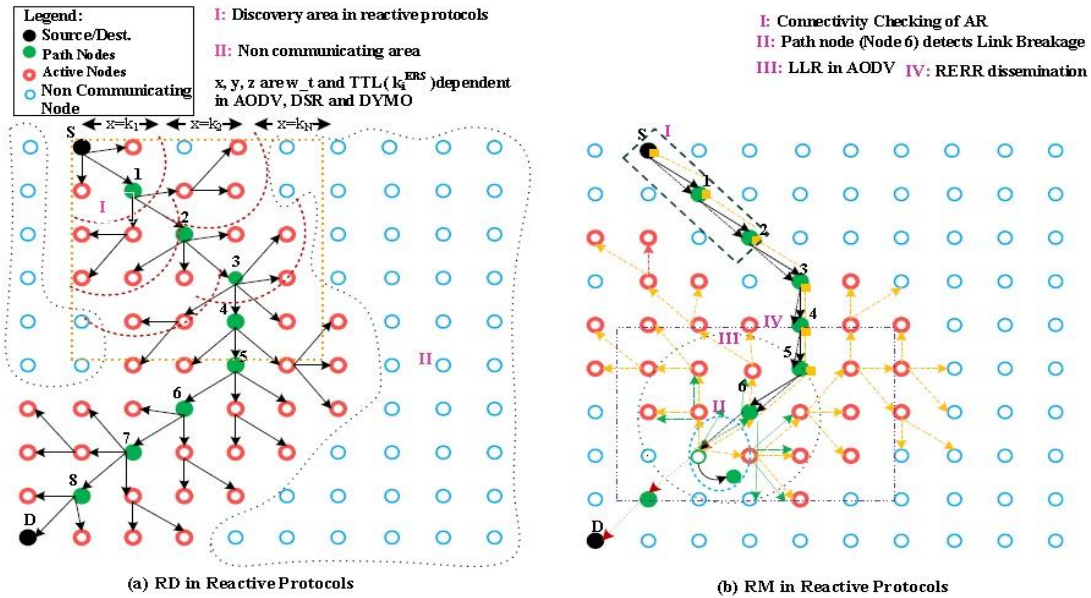 Legend:
Source/Dest.
Path Nodes
Active Nodes
Non Communicating
Node
I: Discovery area in reactive protocols
II: Non communicating area
x, y, z are w_t and TTL( k_i^ERS )dependent
in AODV, DSR and DYMO
x=k₁ x=k₂ x=k_N
S
1
I
2
3
4
II
5
6
7
8
D
(a) RD in Reactive Protocols
I: Connectivity Checking of AR
II: Path node (Node 6) detects Link Breakage
III: LLR in AODV IV: RERR dissemination
S
I
1
2
3
4
IV
III
5
6
II
D
(b) RM in Reactive Protocols